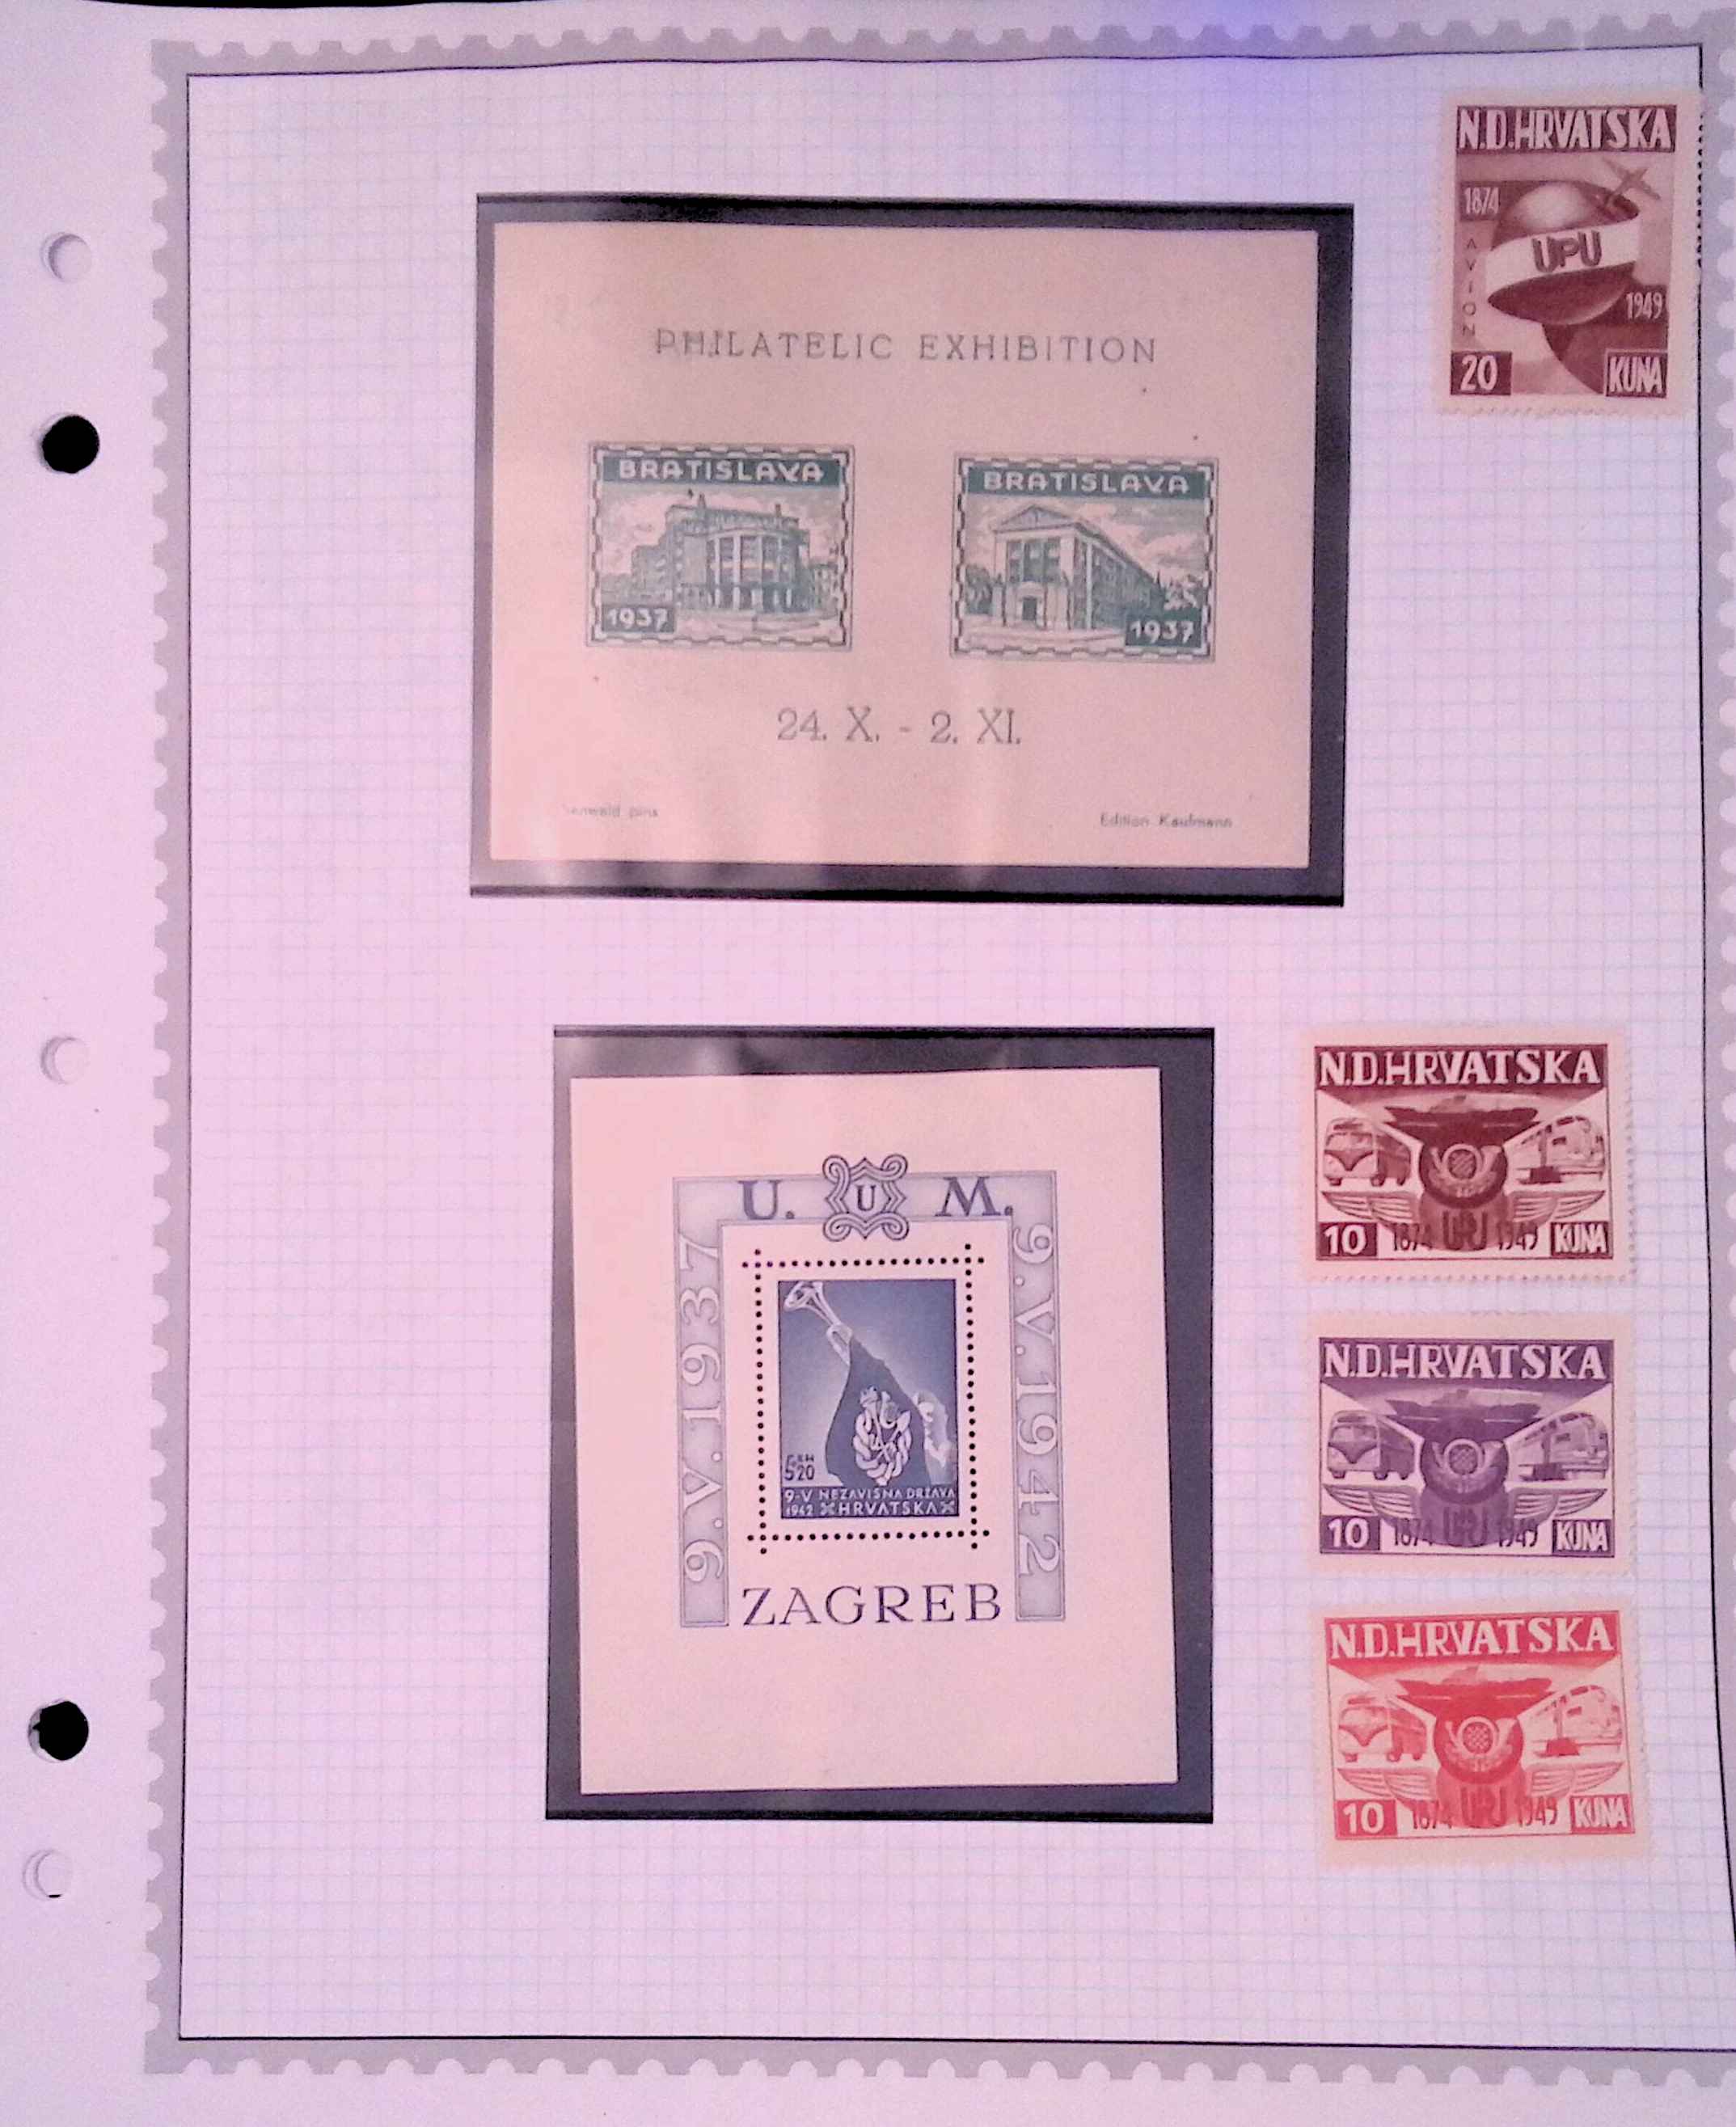 N.D.HRVATSKA
1874
AVION
UPU
1949
20 KUNA
PHILATELIC EXHIBITION
BRATISLAVA
1937
BRATISLAVA
1937
24. X. - 2. XI.
pinx
Edition Kaufmann
U. U M.
9.V.1937
9.V.1942
5 20
9·V NEZAVISNA DRŽAVA
1942 HRVATSKA
ZAGREB
N.D.HRVATSKA
10 1874 UPU 1949 KUNA
N.D.HRVATSKA
10 1874 UPU 1949 KUNA
N.D.HRVATSKA
10 1874 UPU 1949 KUNA